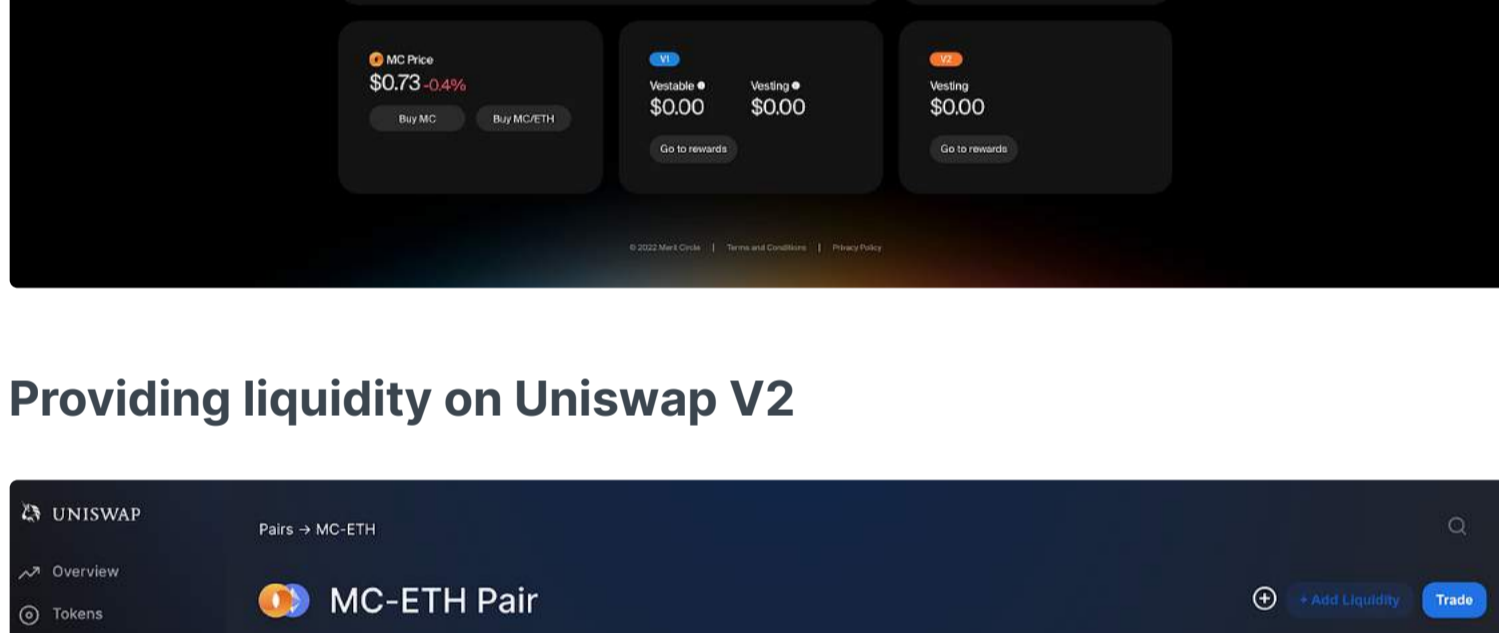 MC Price
$0.73 -0.4%
Buy MC Buy MC/ETH
V1
Vestable Vesting
$0.00 $0.00
Go to rewards
V2
Vesting
$0.00
Go to rewards
© 2022 Merit Circle | Terms and Conditions | Privacy Policy
Providing liquidity on Uniswap V2
UNISWAP
Pairs → MC-ETH
Overview
MC-ETH Pair
+ Add Liquidity Trade
Tokens